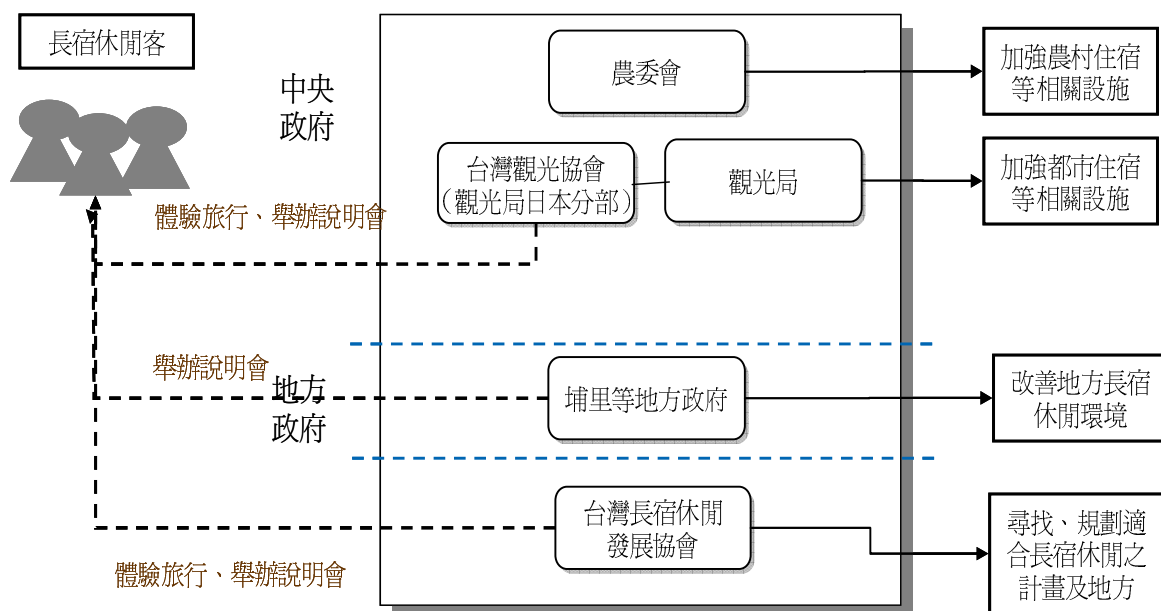 長宿休閒客
中央
政府
農委會
加強農村住宿
等相關設施
台灣觀光協會
（觀光局日本分部）
觀光局
加強都市住宿
等相關設施
體驗旅行、舉辦說明會
舉辦說明會
地方
政府
埔里等地方政府
改善地方長宿
休閒環境
台灣長宿休閒
發展協會
尋找、規劃適
合長宿休閒之
計畫及地方
體驗旅行、舉辦說明會